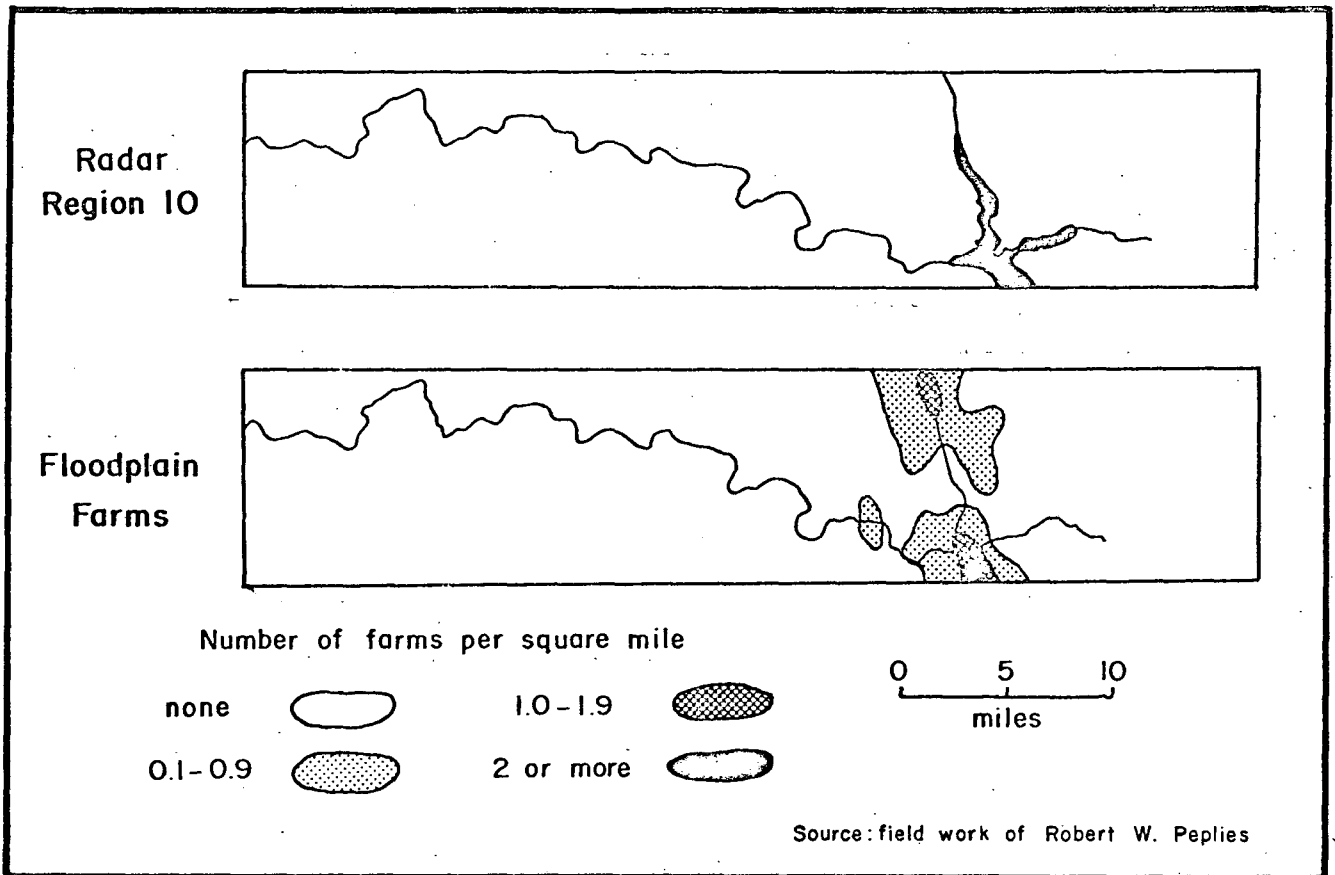 Radar
Region 10
Floodplain
Farms
Number of farms per square mile
none
1.0-1.9
0.1-0.9
2 or more
0 5 10
miles
Source: field work of Robert W. Peplies